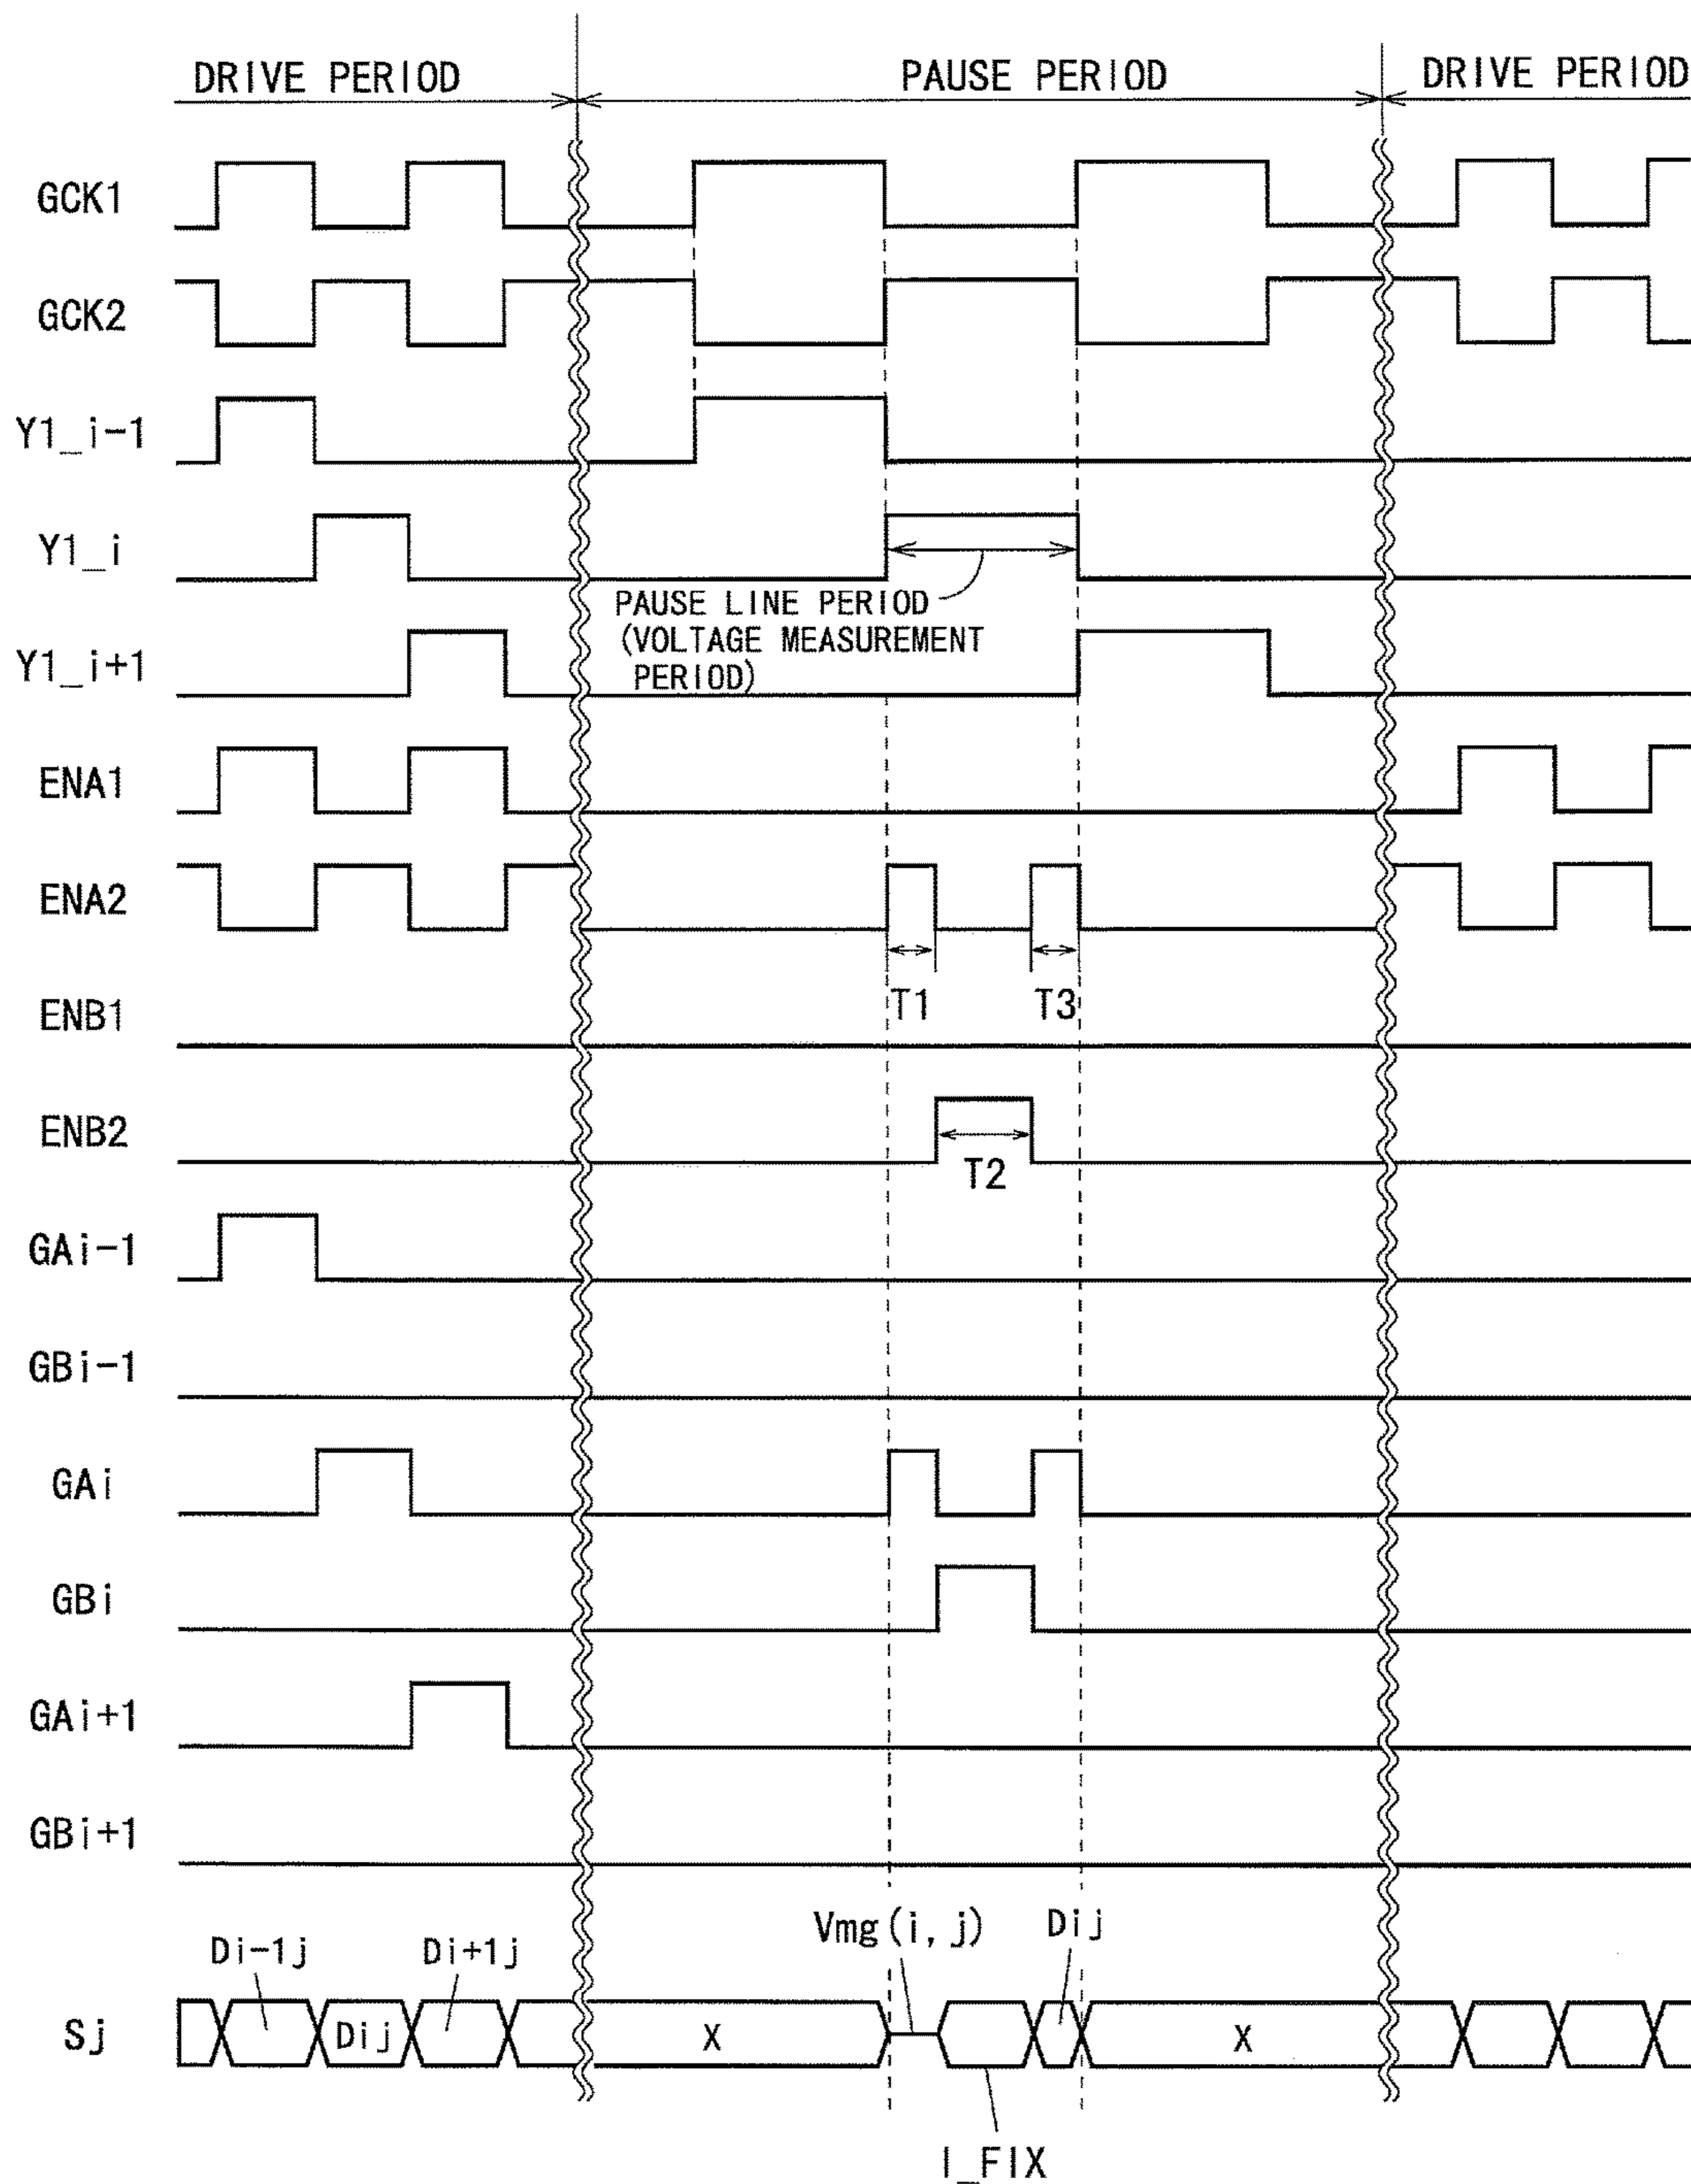 DRIVE PERIOD PAUSE PERIOD DRIVE PERIOD
GCK1
GCK2
Y1_i-1
Y1_i
PAUSE LINE PERIOD
(VOLTAGE MEASUREMENT
PERIOD)
Y1_i+1
ENA1
ENA2
T1 T3
ENB1
ENB2
T2
GAi-1
GBi-1
GAi
GBi
GAi+1
GBi+1
Vmg(i,j) Dij
Di-1j Di+1j
Sj Dij X X
I_FIX